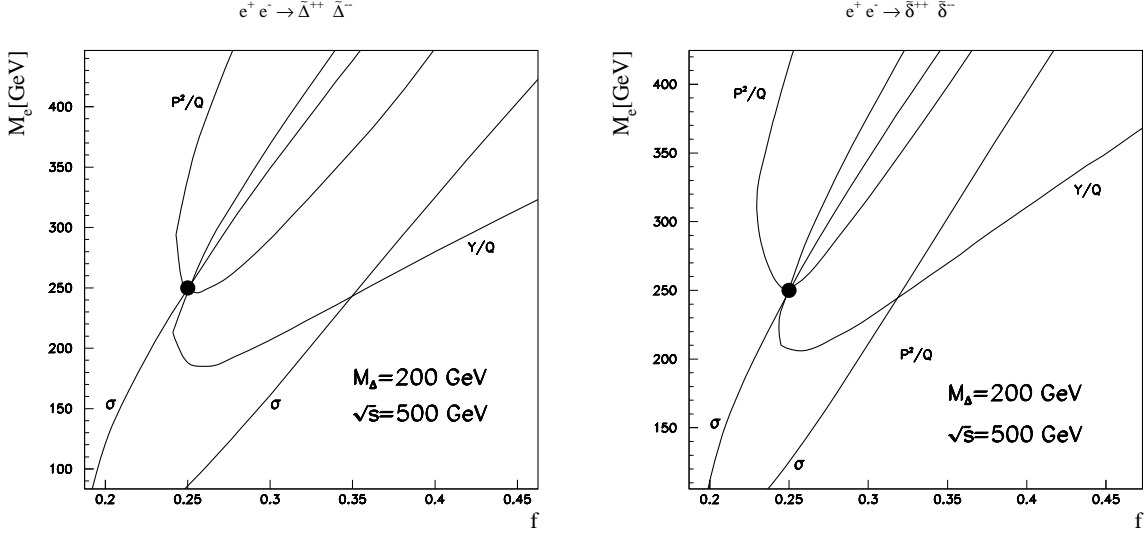 e⁺ e⁻ → Δ̃⁺⁺ Δ̃⁻⁻
Mₑ[GeV]
400
350
300
250
200
150
100
P²/Q
Y/Q
σ
σ
M_Δ=200 GeV
√s=500 GeV
0.2 0.25 0.3 0.35 0.4 0.45
f
e⁺ e⁻ → δ̃⁺⁺ δ̃⁻⁻
Mₑ[GeV]
400
350
300
250
200
150
P²/Q
Y/Q
P²/Q
σ
σ
M_Δ=200 GeV
√s=500 GeV
0.2 0.25 0.3 0.35 0.4 0.45
f